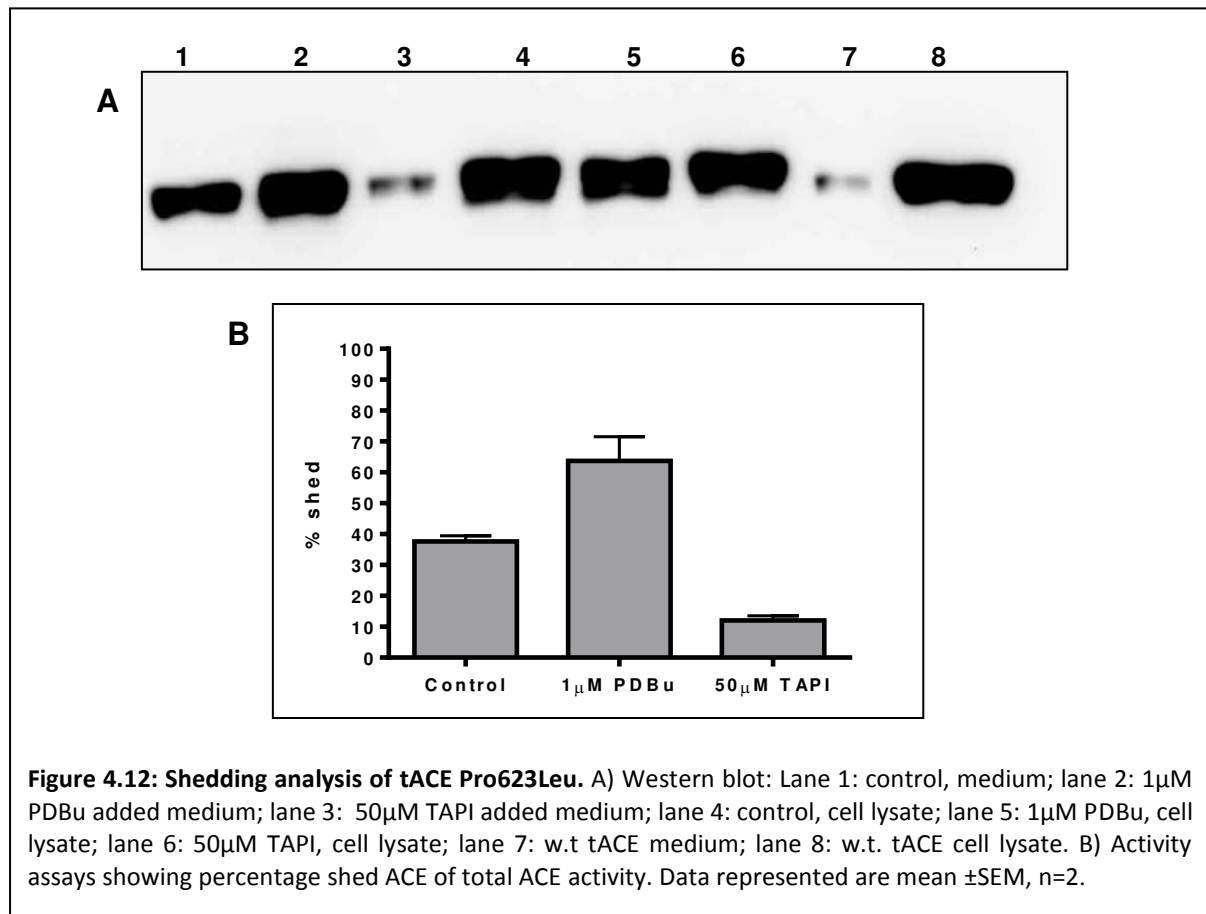 1 2 3 4 5 6 7 8
A
B
100
90
80
70
60
50
40
30
20
10
0
% shed
Control 1µM PDBu 50µM TAPI
Figure 4.12: Shedding analysis of tACE Pro623Leu. A) Western blot: Lane 1: control, medium; lane 2: 1µM
PDBu added medium; lane 3: 50µM TAPI added medium; lane 4: control, cell lysate; lane 5: 1µM PDBu, cell
lysate; lane 6: 50µM TAPI, cell lysate; lane 7: w.t tACE medium; lane 8: w.t. tACE cell lysate. B) Activity
assays showing percentage shed ACE of total ACE activity. Data represented are mean ±SEM, n=2.